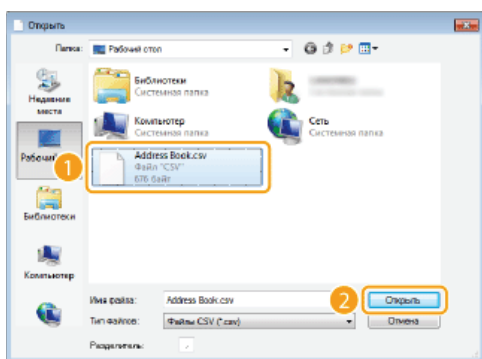 Открыть
Папка:
Рабочий стол
Недавние места
Рабочий
Библиотеки
Компьютер
Библиотеки
Системная папка
Компьютер
Системная папка
Сеть
Системная папка
Address Book.csv
Файл "CSV"
676 байт
1
Имя файла:
Address Book.csv
2
Открыть
Тип файлов:
Файлы CSV (*.csv)
Отмена
Разделитель:
,